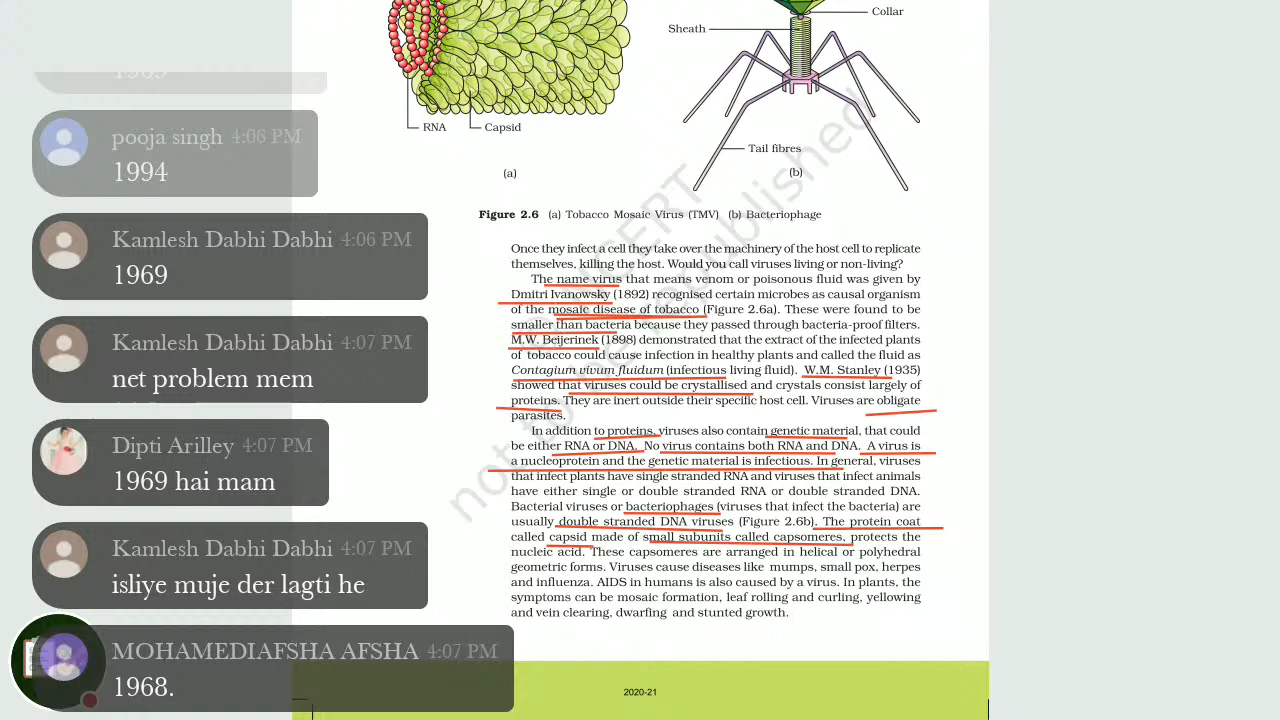 1969
pooja singh 4:06 PM
1994
Kamlesh Dabhi Dabhi 4:06 PM
1969
Kamlesh Dabhi Dabhi 4:07 PM
net problem mem
Dipti Arilley 4:07 PM
1969 hai mam
Kamlesh Dabhi Dabhi 4:07 PM
isliye muje der lagti he
MOHAMEDIAFSHA AFSHA 4:07 PM
1968.
Collar
Sheath
RNA
Capsid
Tail fibres
(a)
(b)
Figure 2.6 (a) Tobacco Mosaic Virus (TMV) (b) Bacteriophage
Once they infect a cell they take over the machinery of the host cell to replicate
themselves, killing the host. Would you call viruses living or non-living?
The name virus that means venom or poisonous fluid was given by
Dmitri Ivanowsky (1892) recognised certain microbes as causal organism
of the mosaic disease of tobacco (Figure 2.6a). These were found to be
smaller than bacteria because they passed through bacteria-proof filters.
M.W. Beijerinek (1898) demonstrated that the extract of the infected plants
of tobacco could cause infection in healthy plants and called the fluid as
Contagium vivum fluidum (infectious living fluid). W.M. Stanley (1935)
showed that viruses could be crystallised and crystals consist largely of
proteins. They are inert outside their specific host cell. Viruses are obligate
parasites.
In addition to proteins, viruses also contain genetic material, that could
be either RNA or DNA. No virus contains both RNA and DNA. A virus is
a nucleoprotein and the genetic material is infectious. In general, viruses
that infect plants have single stranded RNA and viruses that infect animals
have either single or double stranded RNA or double stranded DNA.
Bacterial viruses or bacteriophages (viruses that infect the bacteria) are
usually double stranded DNA viruses (Figure 2.6b). The protein coat
called capsid made of small subunits called capsomeres, protects the
nucleic acid. These capsomeres are arranged in helical or polyhedral
geometric forms. Viruses cause diseases like mumps, small pox, herpes
and influenza. AIDS in humans is also caused by a virus. In plants, the
symptoms can be mosaic formation, leaf rolling and curling, yellowing
and vein clearing, dwarfing and stunted growth.
not to be republished
NCERT
2020-21